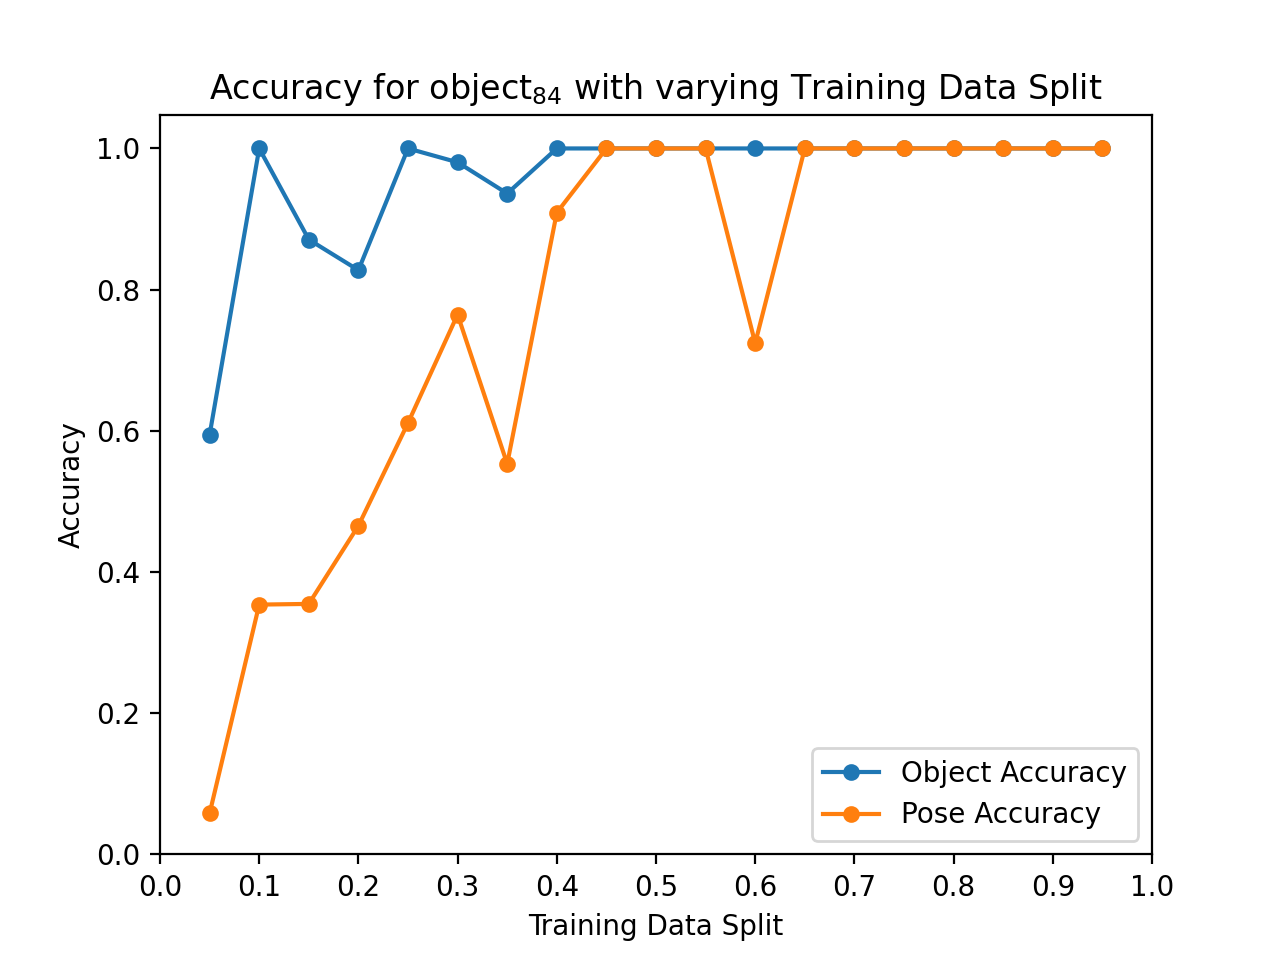 Accuracy for object₈₄ with varying Training Data Split
1.0
0.8
0.6
0.4
0.2
0.0
Accuracy
Object Accuracy
Pose Accuracy
0.0 0.1 0.2 0.3 0.4 0.5 0.6 0.7 0.8 0.9 1.0
Training Data Split